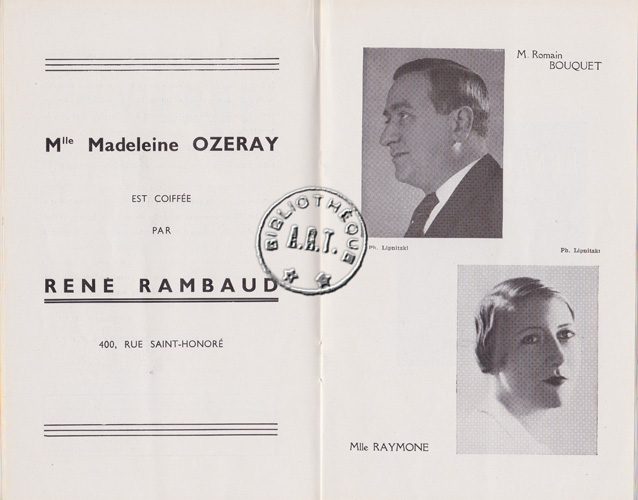 Mlle Madeleine OZERAY
EST COIFFÉE
PAR
RENÉ RAMBAUD
400, RUE SAINT-HONORÉ
BIBLIOTHÈQUE
A.R.T.
M. Romain
BOUQUET
Ph. Lipnitzki
Ph. Lipnitzki
Mlle RAYMONE